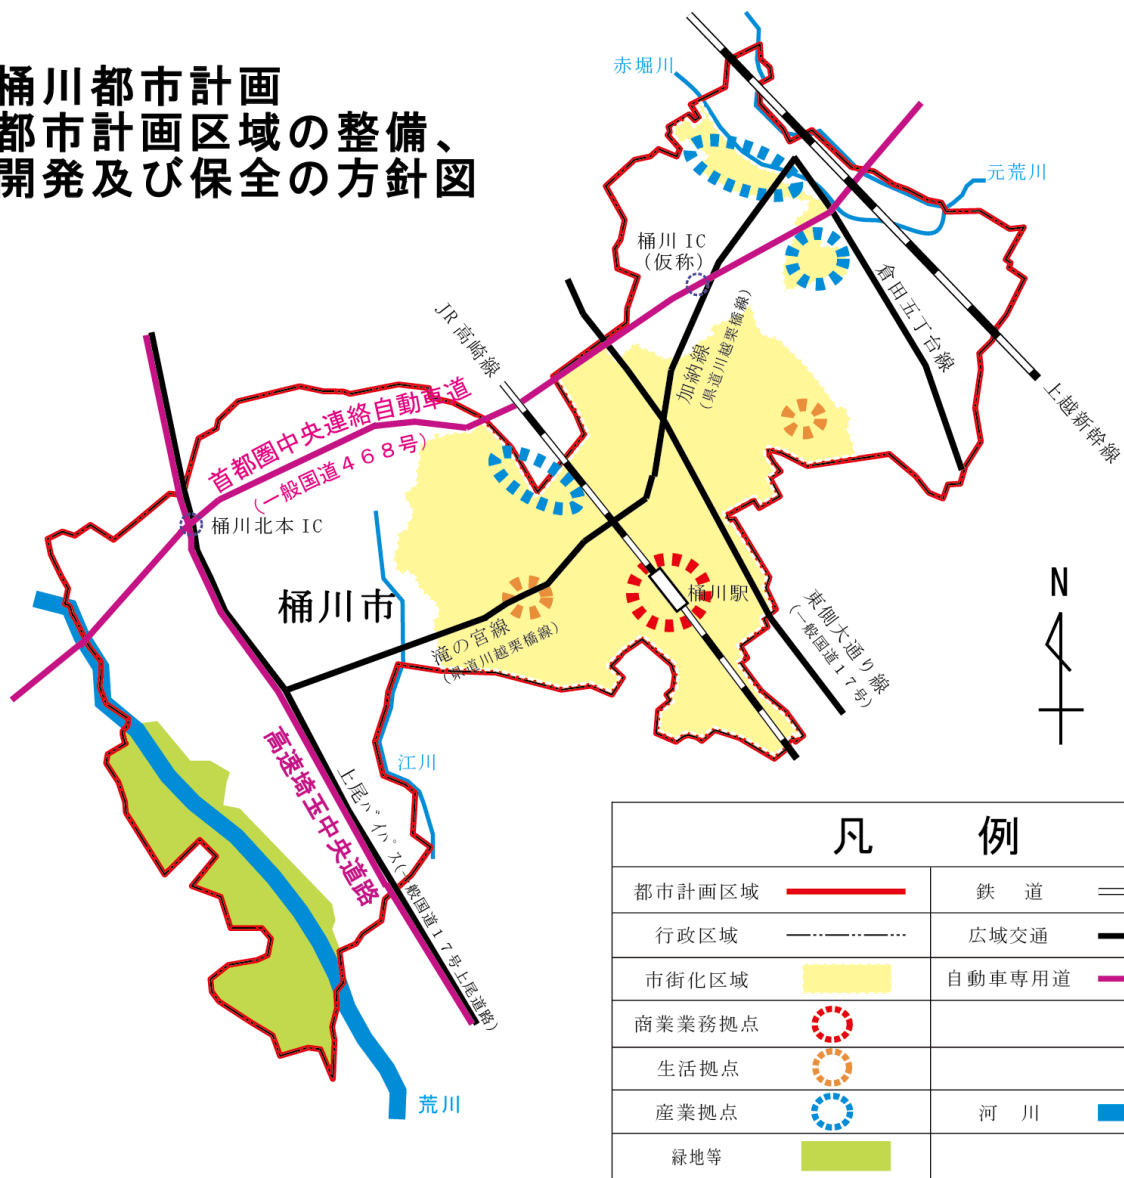 桶川都市計画
都市計画区域の整備、
開発及び保全の方針図
赤堀川
元荒川
桶川 IC
（仮称）
倉田五丁台線
JR 高崎線
加納線
（県道川越栗橋線）
上越新幹線
首都圏中央連絡自動車道
（一般国道４６８号）
桶川北本 IC
桶川市
桶川駅
滝の宮線
（県道川越栗橋線）
東側大通り線
（一般国道１７号）
N
江川
高速埼玉中央道路
上尾バイパス（一般国道１７号上尾道路）
荒川
凡 例
都市計画区域 鉄 道
行政区域 広域交通
市街化区域 自動車専用道
商業業務拠点
生活拠点
産業拠点 河 川
緑地等